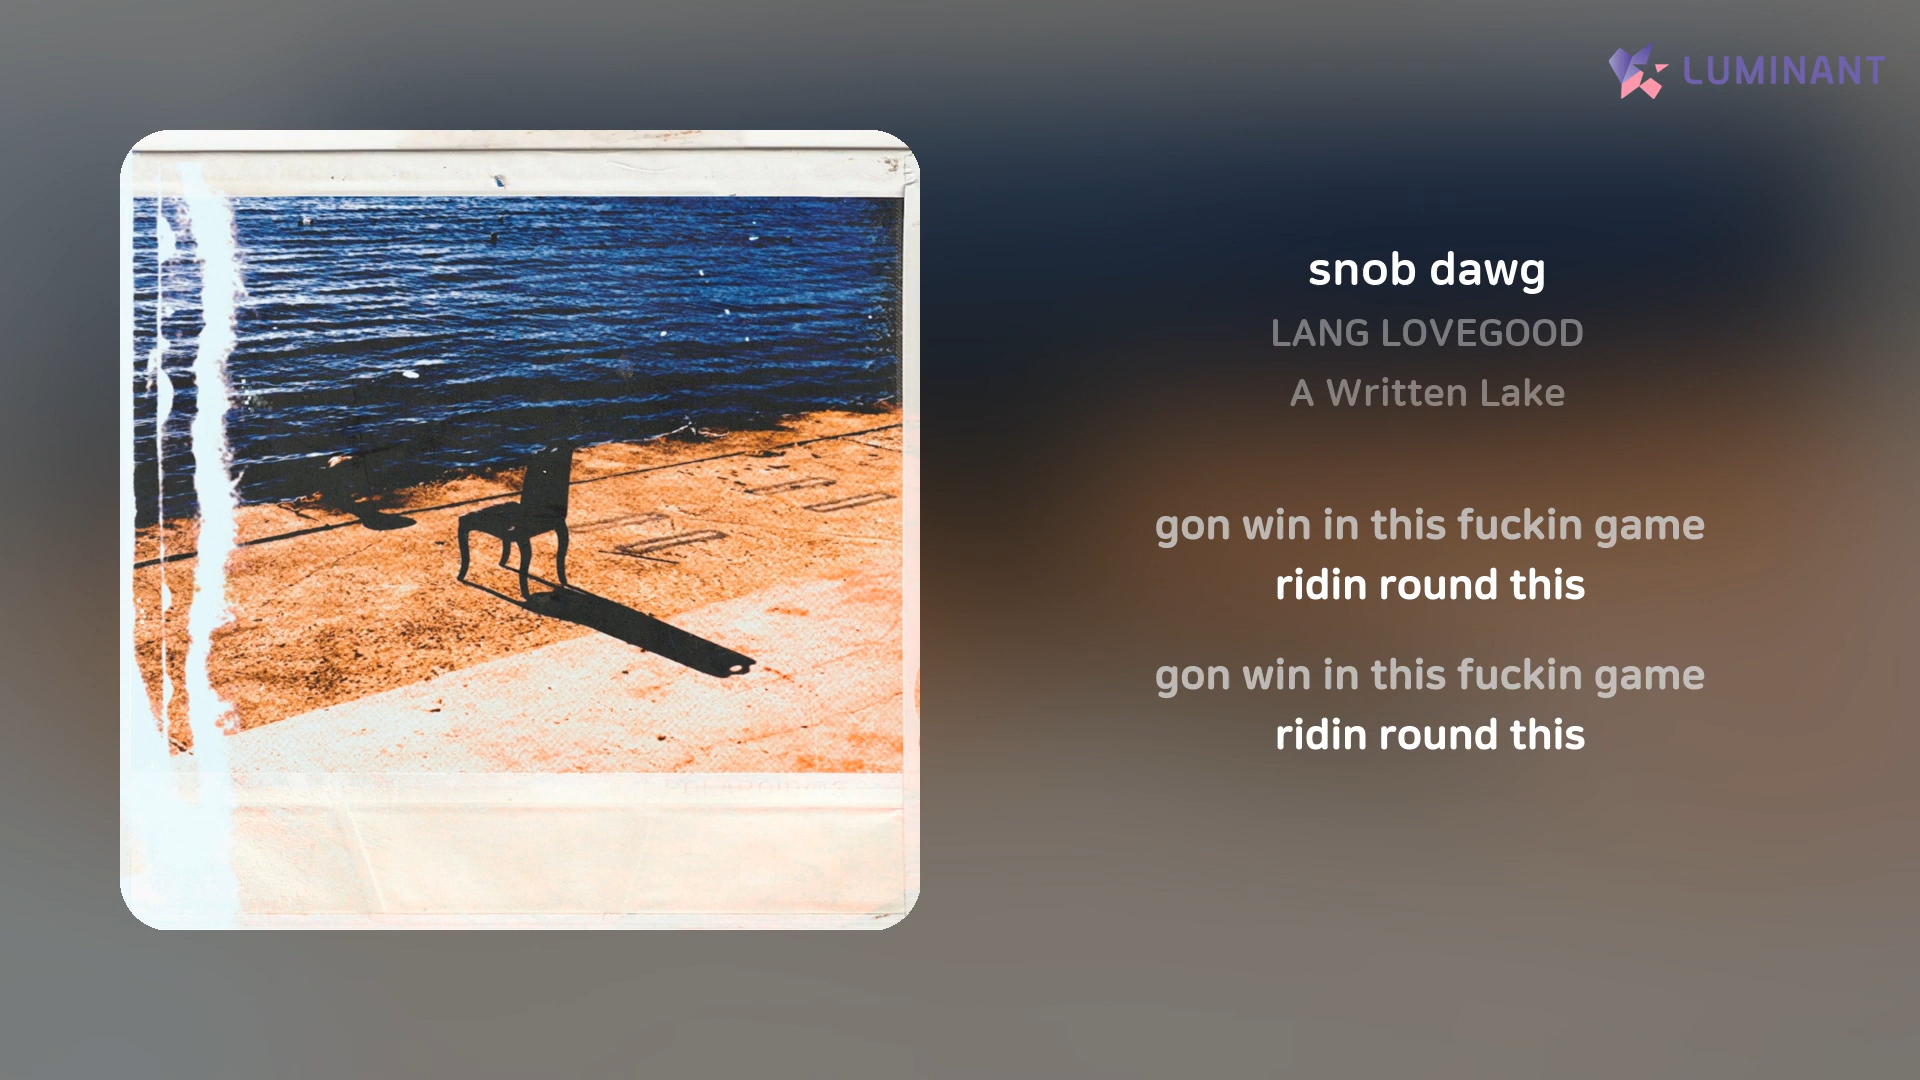 LUMINANT
snob dawg
LANG LOVEGOOD
A Written Lake
gon win in this fuckin game
ridin round this
gon win in this fuckin game
ridin round this